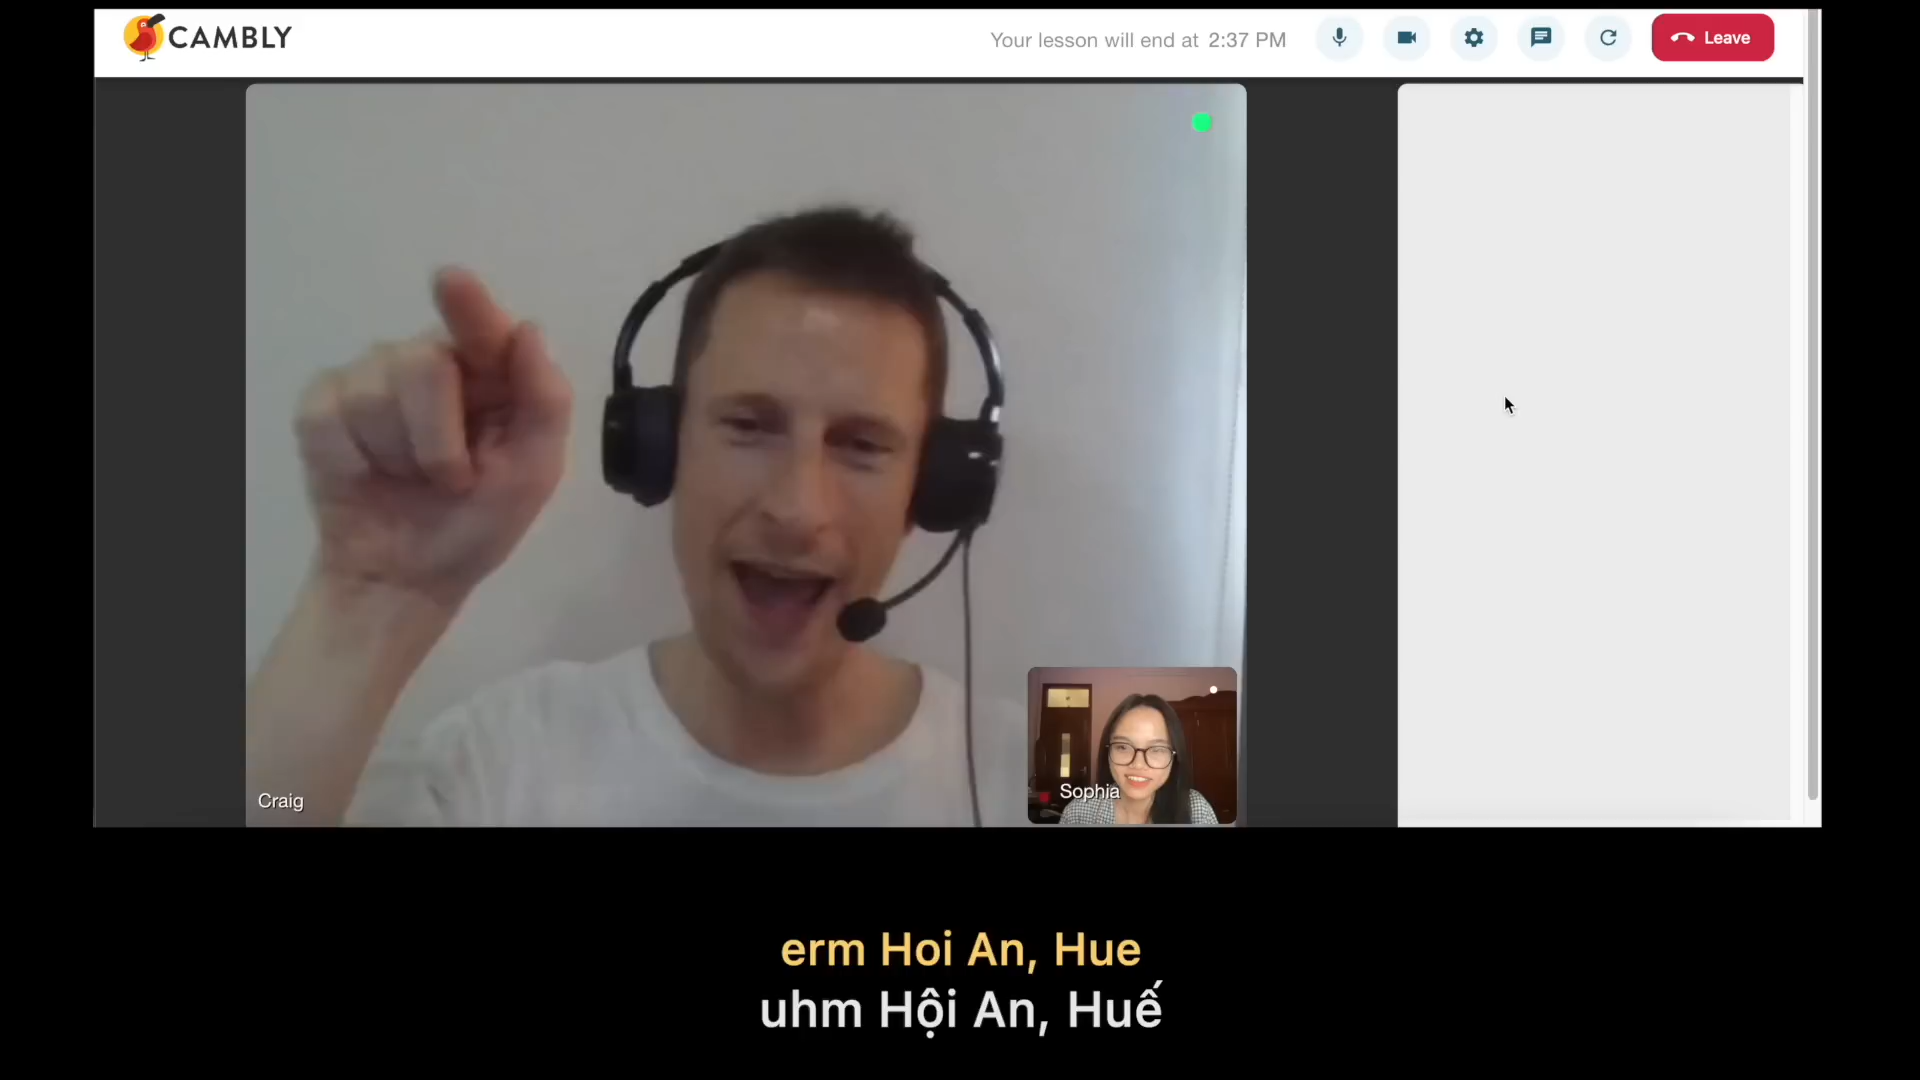 CAMBLY
Your lesson will end at 2:37 PM
Leave
Craig
Sophia
erm Hoi An, Hue
uhm Hội An, Huế